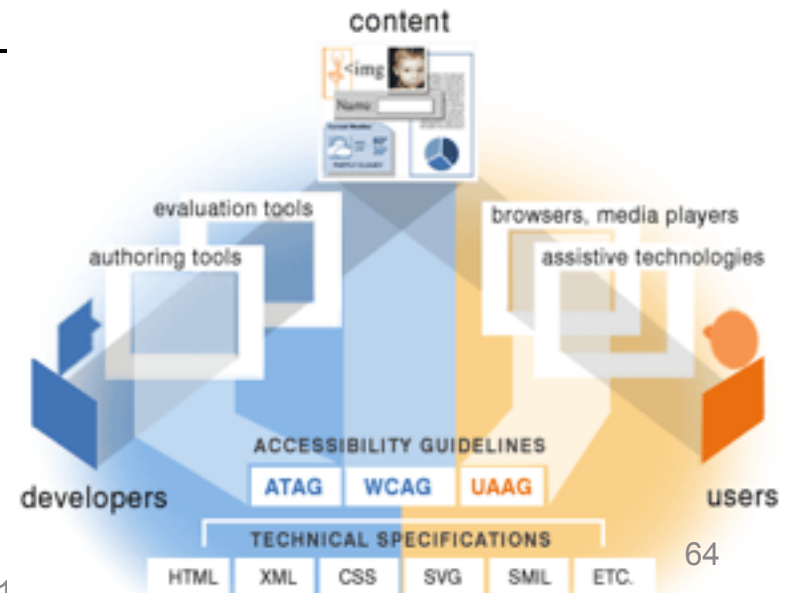 content
<img
Name
evaluation tools
browsers, media players
authoring tools
assistive technologies
ACCESSIBILITY GUIDELINES
ATAG WCAG UAAG
developers
users
TECHNICAL SPECIFICATIONS
64
HTML XML CSS SVG SMIL ETC.
1